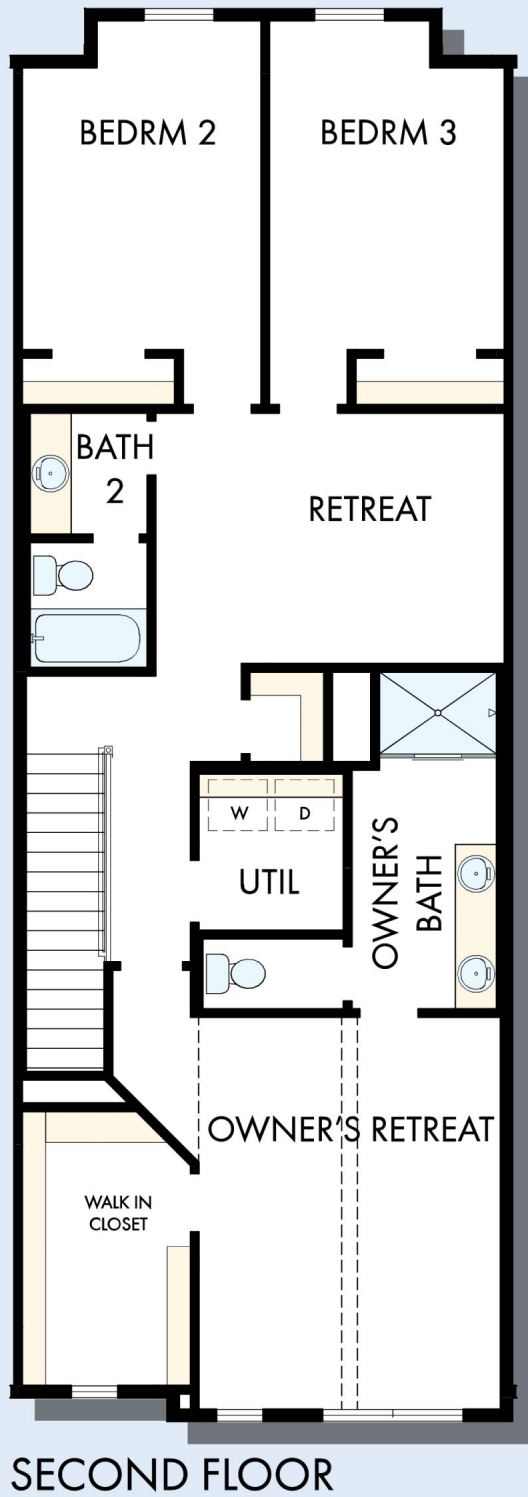 BEDRM 2
BEDRM 3
BATH
2
RETREAT
W
D
UTIL
OWNER'S
BATH
OWNER'S RETREAT
WALK IN
CLOSET
SECOND FLOOR